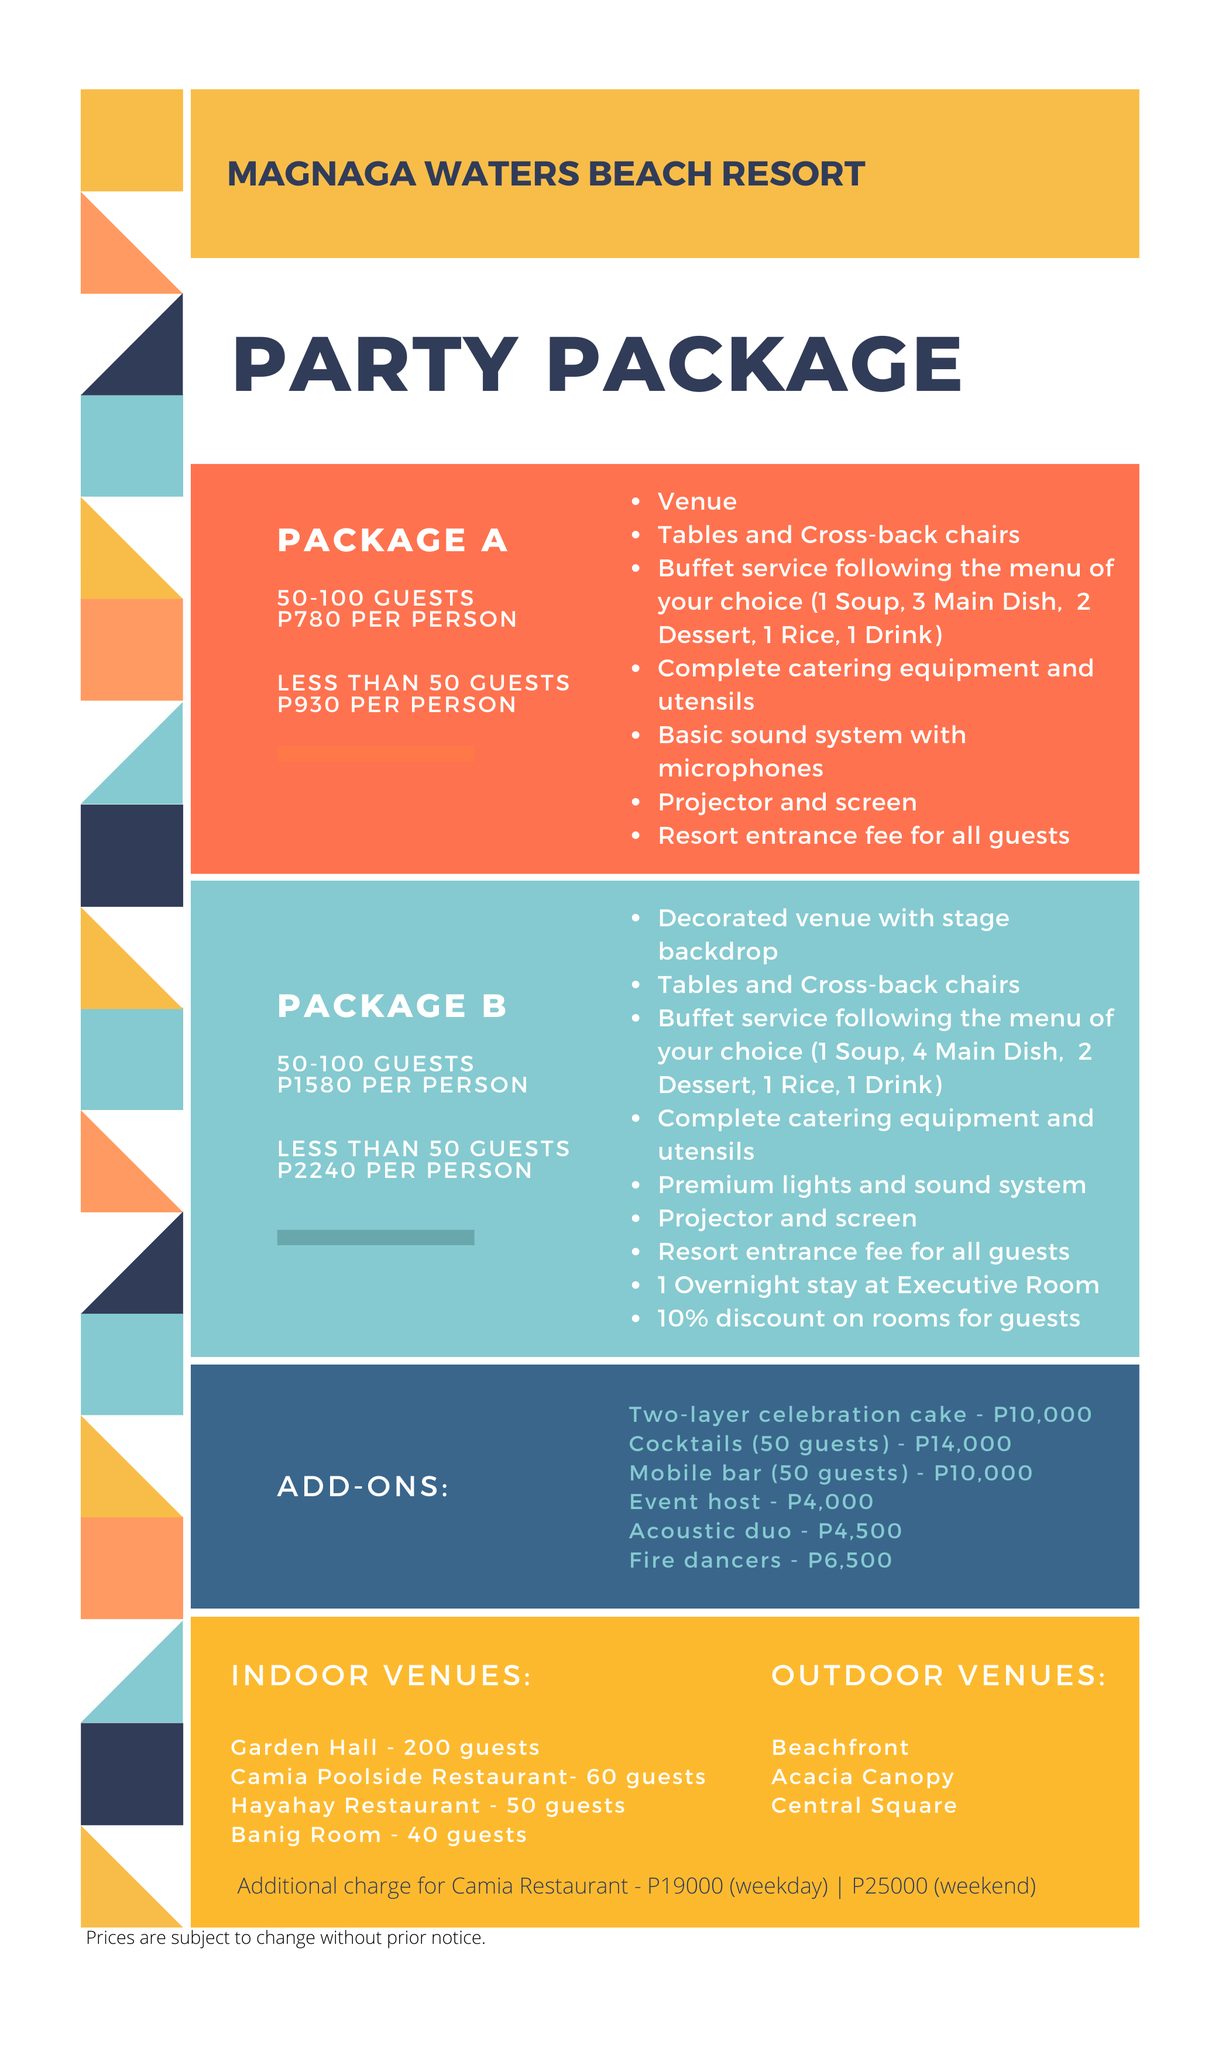 MAGNAGA WATERS BEACH RESORT
PARTY PACKAGE
PACKAGE A
50-100 GUESTS
P780 PER PERSON
LESS THAN 50 GUESTS
P930 PER PERSON
• Venue
• Tables and Cross-back chairs
• Buffet service following the menu of
your choice (1 Soup, 3 Main Dish, 2
Dessert, 1 Rice, 1 Drink)
• Complete catering equipment and
utensils
• Basic sound system with
microphones
• Projector and screen
• Resort entrance fee for all guests
PACKAGE B
50-100 GUESTS
P1580 PER PERSON
LESS THAN 50 GUESTS
P2240 PER PERSON
• Decorated venue with stage
backdrop
• Tables and Cross-back chairs
• Buffet service following the menu of
your choice (1 Soup, 4 Main Dish, 2
Dessert, 1 Rice, 1 Drink)
• Complete catering equipment and
utensils
• Premium lights and sound system
• Projector and screen
• Resort entrance fee for all guests
• 1 Overnight stay at Executive Room
• 10% discount on rooms for guests
ADD-ONS:
Two-layer celebration cake - P10,000
Cocktails (50 guests) - P14,000
Mobile bar (50 guests) - P10,000
Event host - P4,000
Acoustic duo - P4,500
Fire dancers - P6,500
INDOOR VENUES:
Garden Hall - 200 guests
Camia Poolside Restaurant- 60 guests
Hayahay Restaurant - 50 guests
Banig Room - 40 guests
OUTDOOR VENUES:
Beachfront
Acacia Canopy
Central Square
Additional charge for Camia Restaurant - P19000 (weekday) | P25000 (weekend)
Prices are subject to change without prior notice.